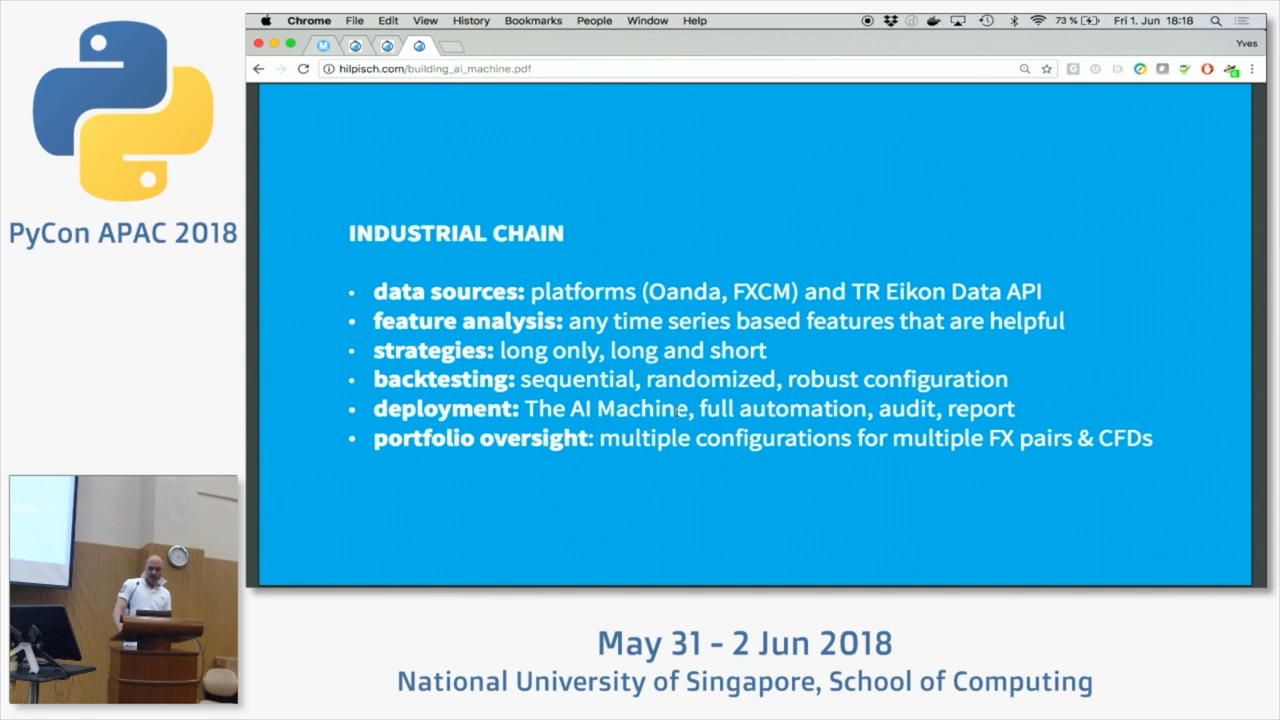 Chrome File Edit View History Bookmarks People Window Help 73 % Fri 1. Jun 18:18
Yves
hilpisch.com/building_ai_machine.pdf
PyCon APAC 2018
INDUSTRIAL CHAIN
• data sources: platforms (Oanda, FXCM) and TR Eikon Data API
• feature analysis: any time series based features that are helpful
• strategies: long only, long and short
• backtesting: sequential, randomized, robust configuration
• deployment: The AI Machine, full automation, audit, report
• portfolio oversight: multiple configurations for multiple FX pairs & CFDs
May 31 - 2 Jun 2018
National University of Singapore, School of Computing